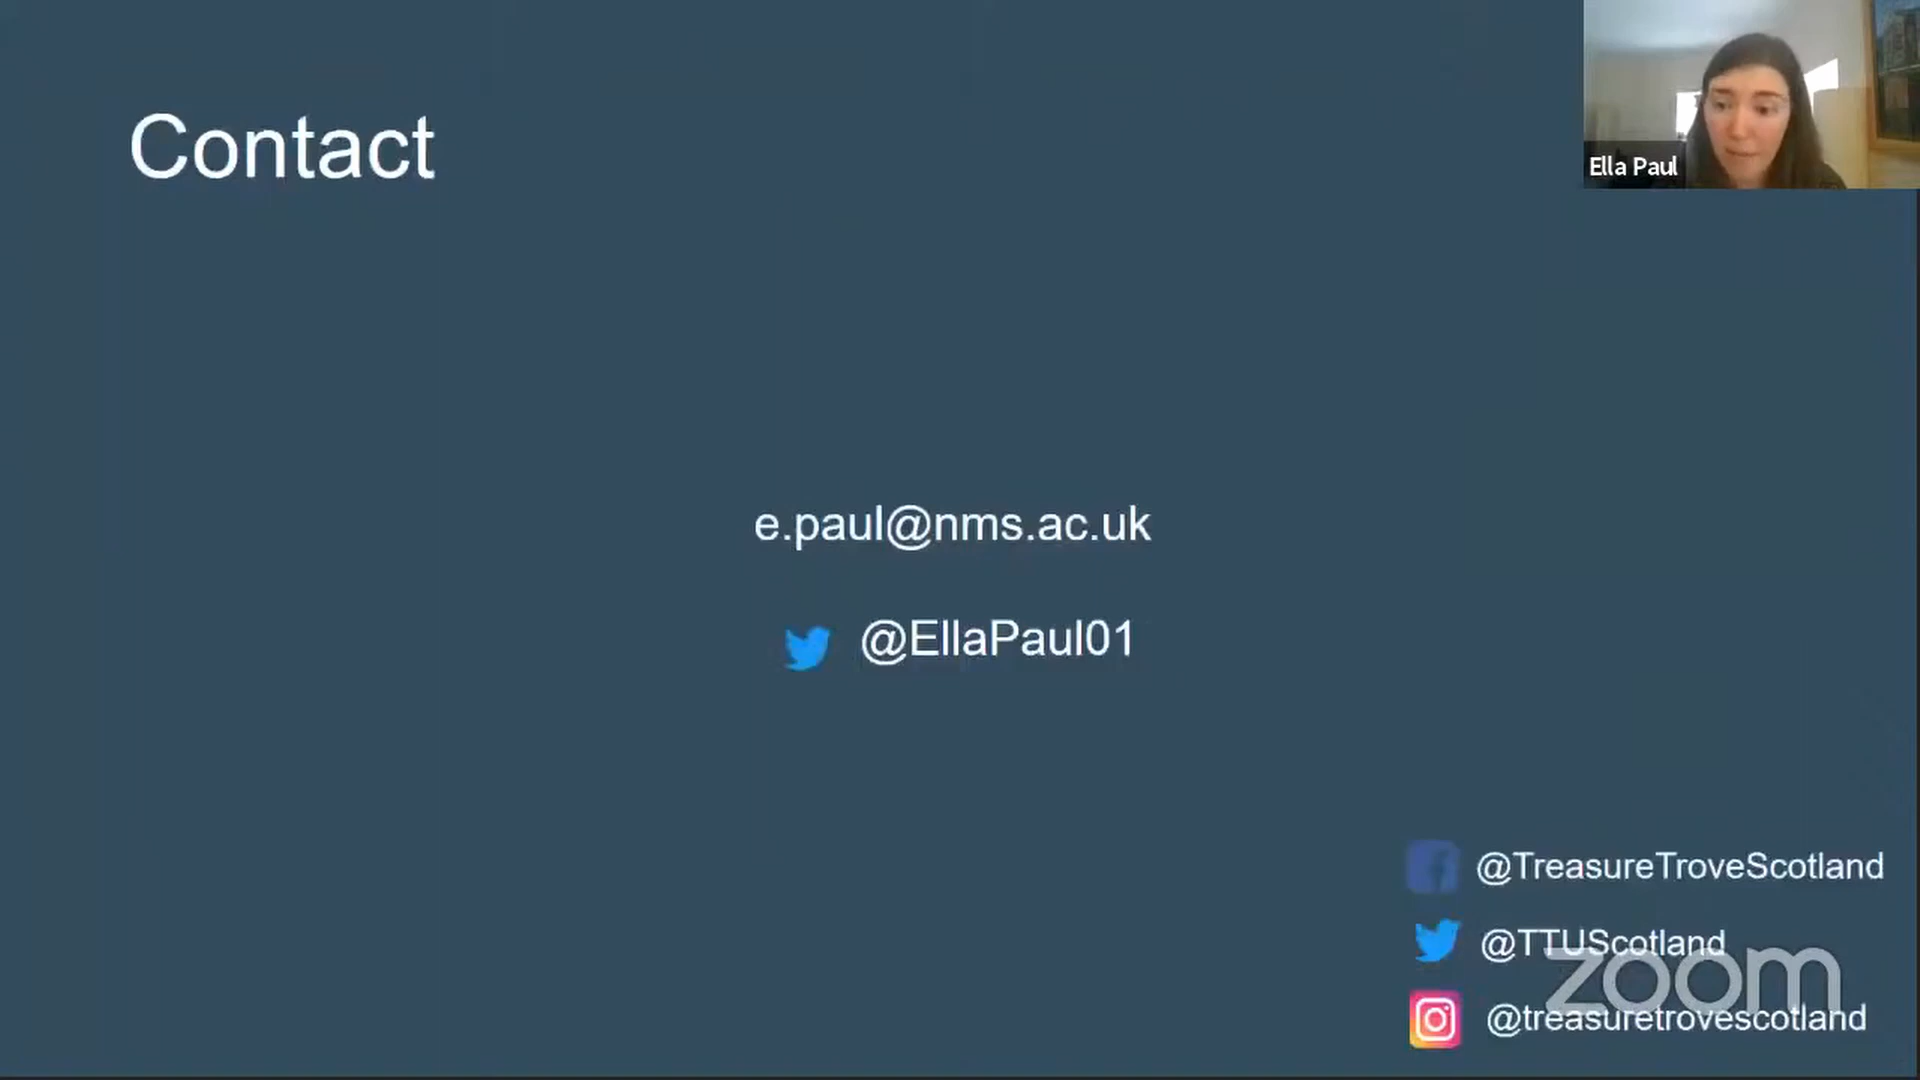 Contact
Ella Paul
e.paul@nms.ac.uk
@EllaPaul01
@TreasureTroveScotland
@TTUScotland
zoom
@treasuretrovescotland